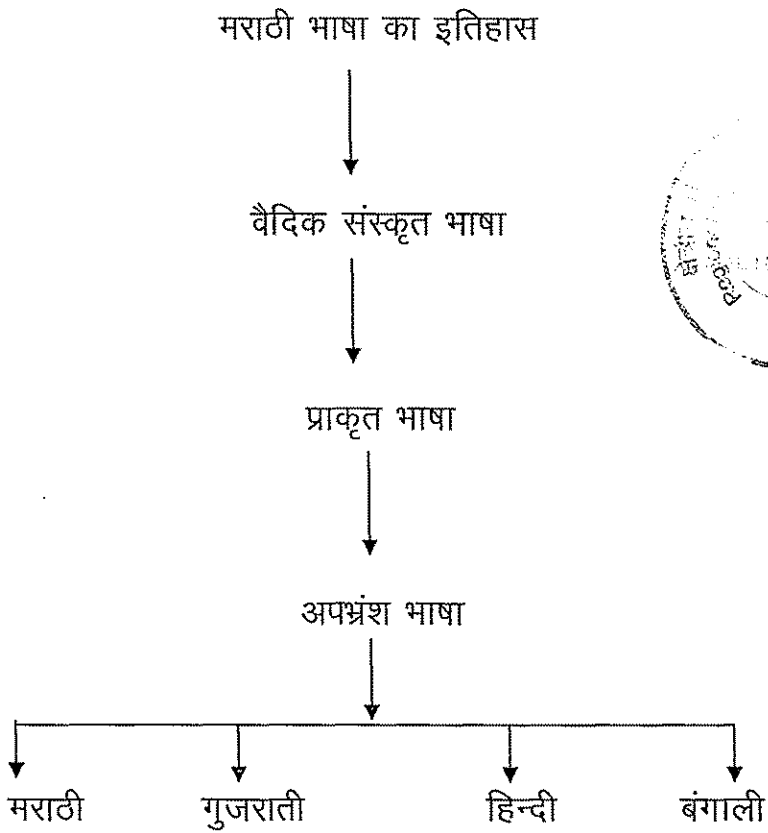 मराठी भाषा का इतिहास
वैदिक संस्कृत भाषा
प्राकृत भाषा
अपभ्रंश भाषा
मराठी गुजराती हिन्दी बंगाली